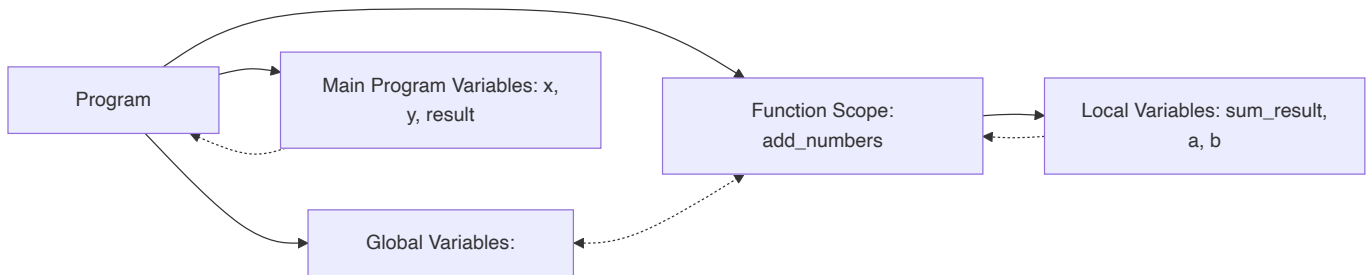 Program
Main Program Variables: x,
y, result
Function Scope:
add_numbers
Local Variables: sum_result,
a, b
Global Variables: